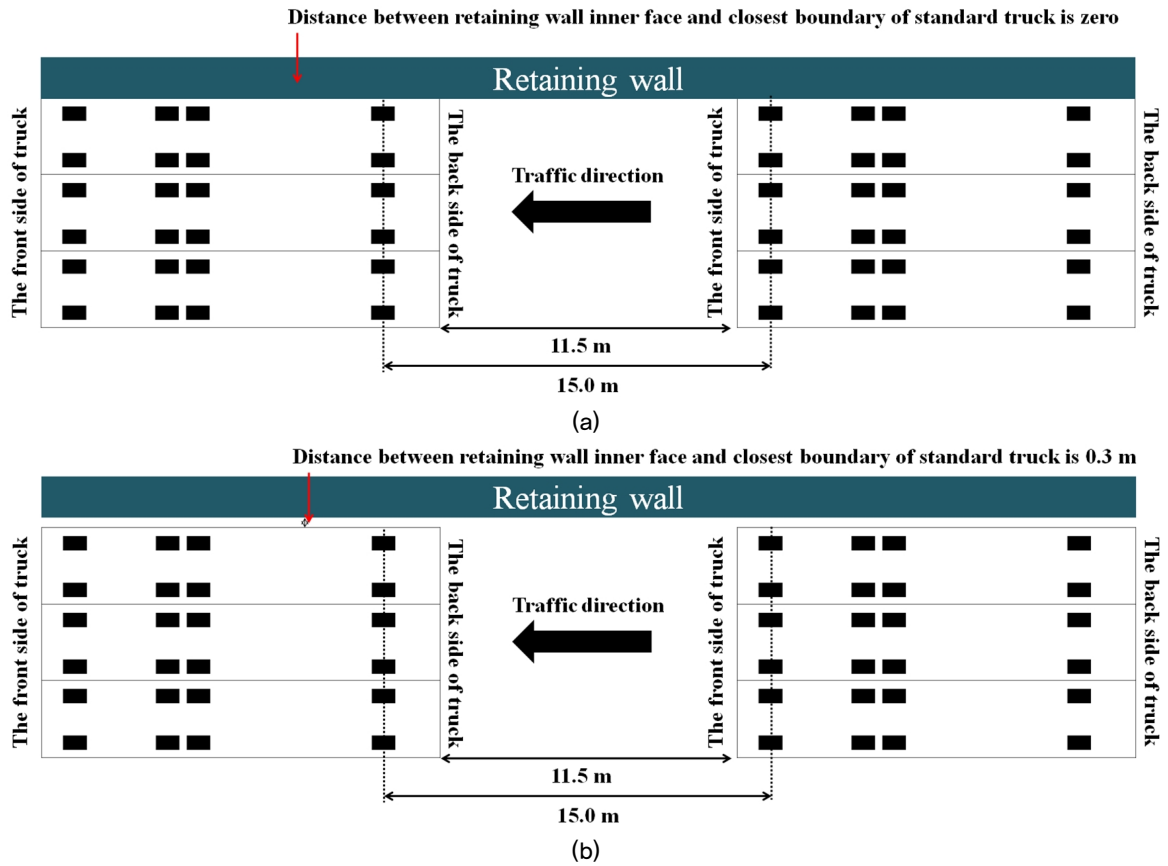 Distance between retaining wall inner face and closest boundary of standard truck is zero
Retaining wall
The front side of truck
The back side of truck
Traffic direction
The front side of truck
The back side of truck
11.5 m
15.0 m
(a)
Distance between retaining wall inner face and closest boundary of standard truck is 0.3 m
Retaining wall
The front side of truck
The back side of truck
Traffic direction
The front side of truck
The back side of truck
11.5 m
15.0 m
(b)